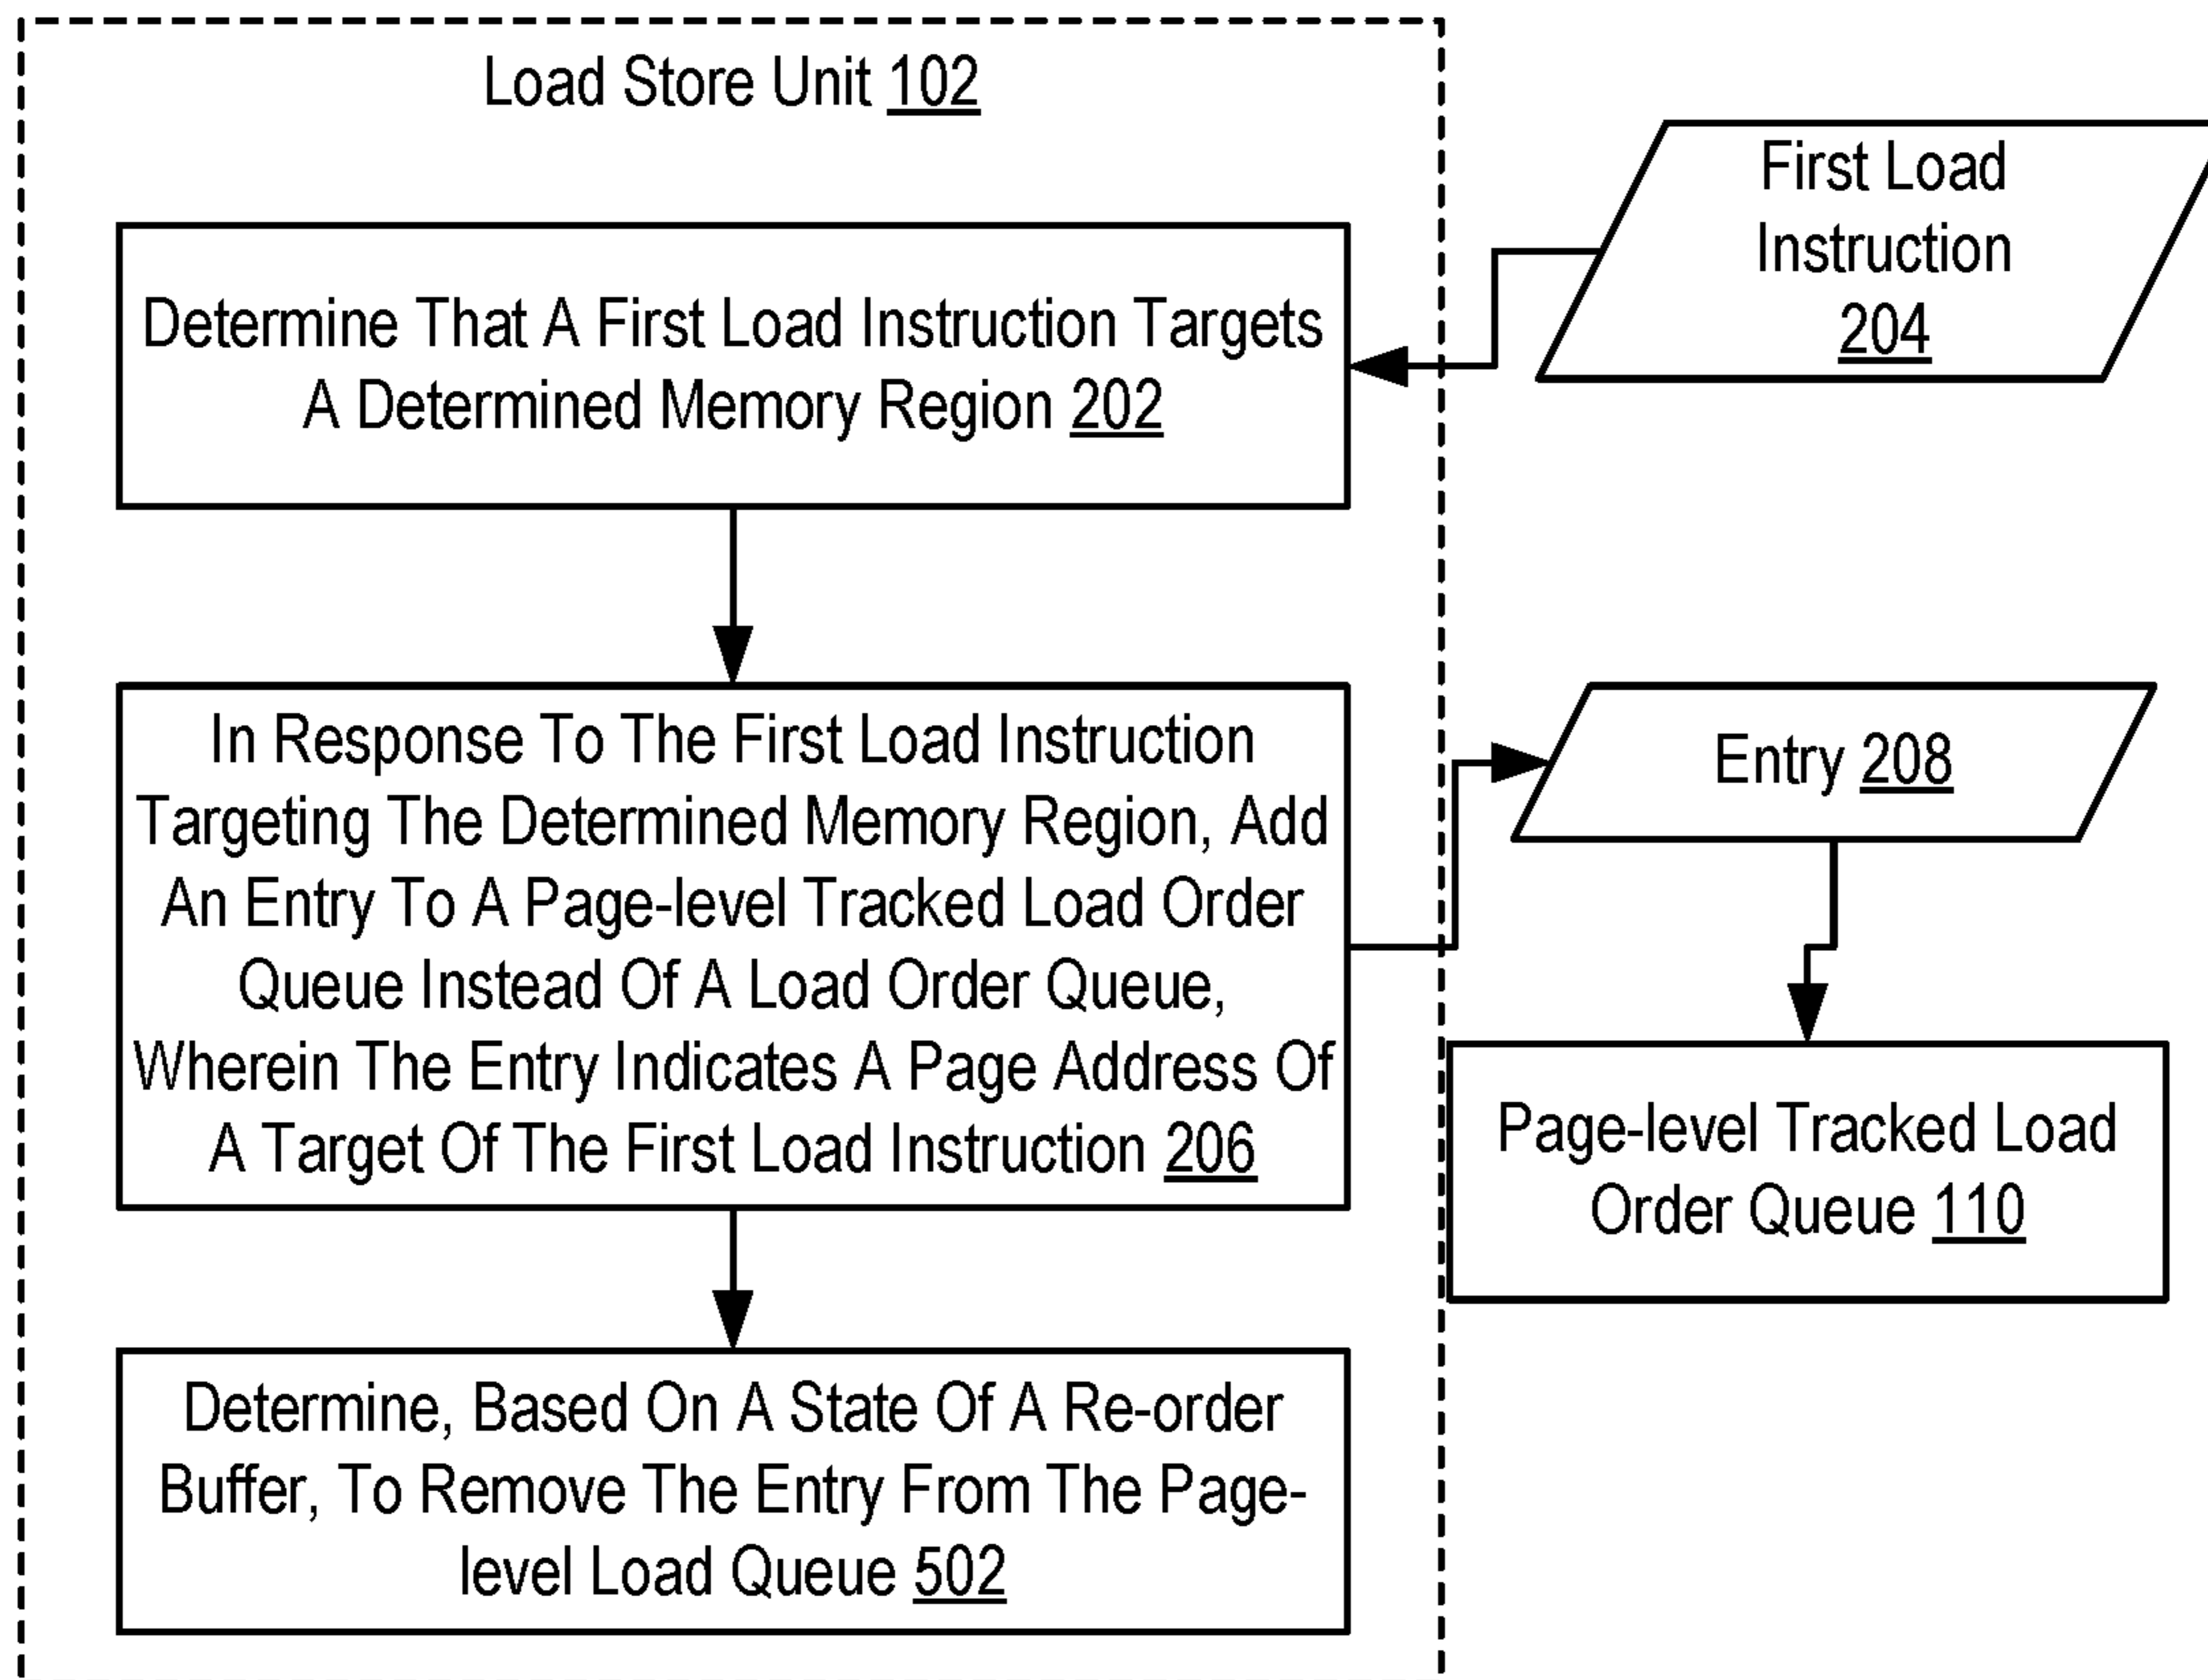 Load Store Unit 102
First Load
Instruction
204
Determine That A First Load Instruction Targets
A Determined Memory Region 202
In Response To The First Load Instruction
Targeting The Determined Memory Region, Add
An Entry To A Page-level Tracked Load Order
Queue Instead Of A Load Order Queue,
Wherein The Entry Indicates A Page Address Of
A Target Of The First Load Instruction 206
Entry 208
Page-level Tracked Load
Order Queue 110
Determine, Based On A State Of A Re-order
Buffer, To Remove The Entry From The Page-
level Load Queue 502